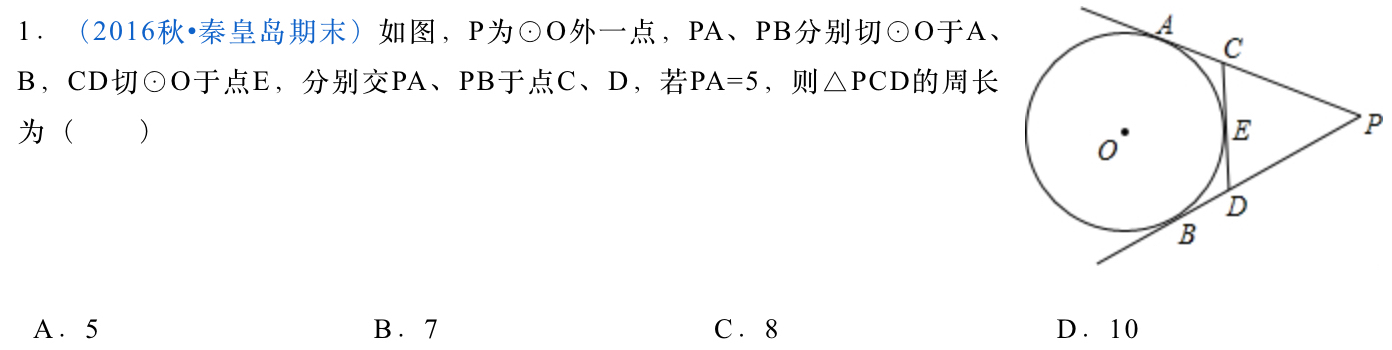 1．（2016秋•秦皇岛期末）如图，P为⊙O外一点，PA、PB分别切⊙O于A、
B，CD切⊙O于点E，分别交PA、PB于点C、D，若PA=5，则△PCD的周长
为（　　）
A
C
P
E
O
D
B
A．5　　B．7　　C．8　　D．10